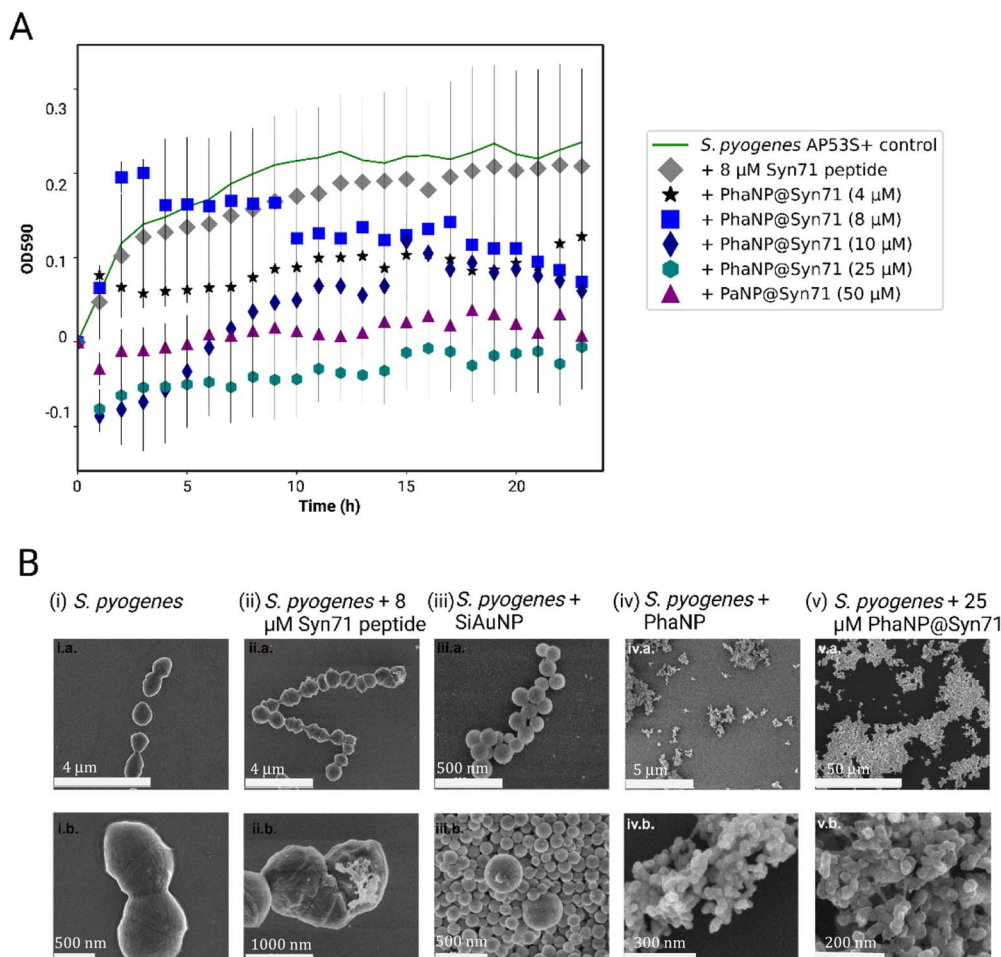 A
0.3
0.2
0.1
0
-0.1
OD590
0
5
10
15
20
Time (h)
S. pyogenes AP53S+ control
+ 8 μM Syn71 peptide
+ PhaNP@Syn71 (4 μM)
+ PhaNP@Syn71 (8 μM)
+ PhaNP@Syn71 (10 μM)
+ PhaNP@Syn71 (25 μM)
+ PaNP@Syn71 (50 μM)
B
(i) S. pyogenes
(ii) S. pyogenes + 8
μM Syn71 peptide
(iii) S. pyogenes +
SiAuNP
(iv) S. pyogenes +
PhaNP
(v) S. pyogenes + 25
μM PhaNP@Syn71
i.a.
4 μm
ii.a.
4 μm
iii.a.
500 nm
iv.a.
5 μm
v.a.
50 μm
i.b.
500 nm
ii.b.
1000 nm
iii.b.
500 nm
iv.b.
300 nm
v.b.
200 nm